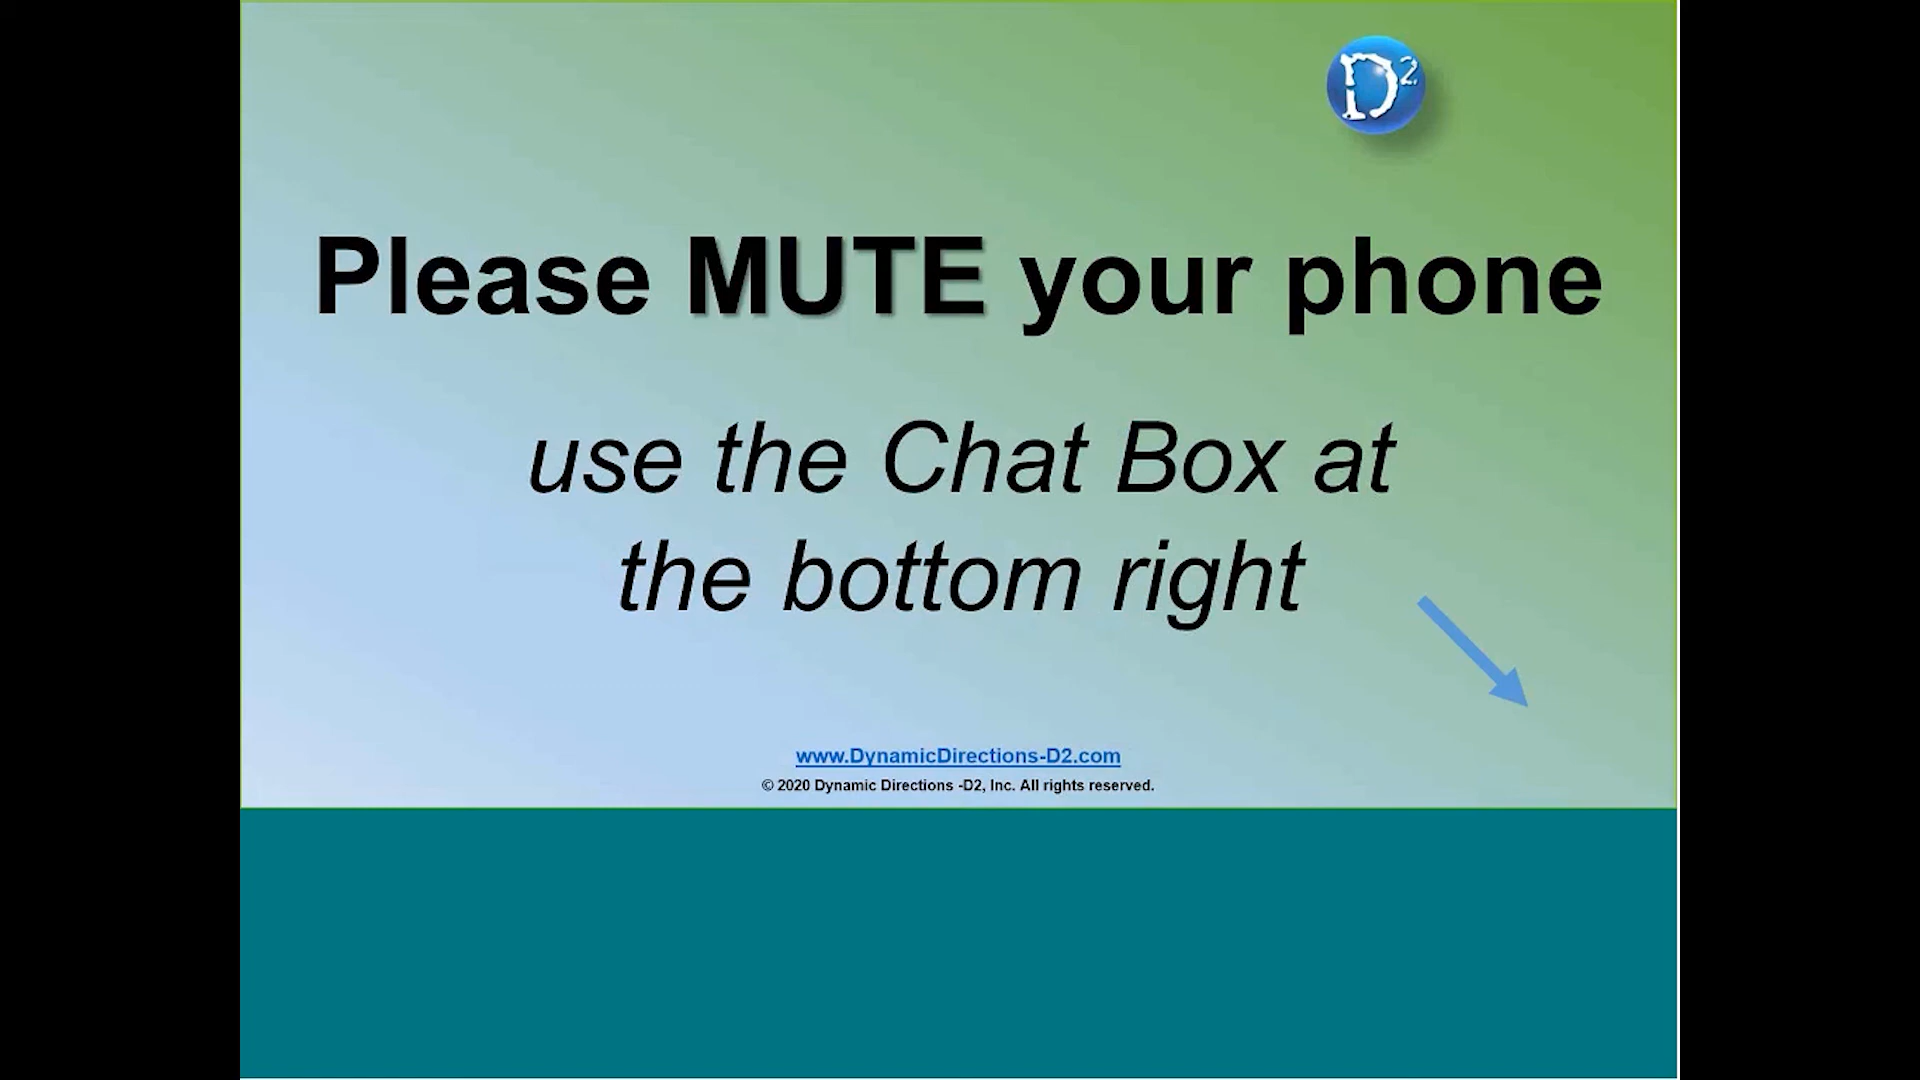 D2
Please MUTE your phone
use the Chat Box at
the bottom right
www.DynamicDirections-D2.com
© 2020 Dynamic Directions -D2, Inc. All rights reserved.